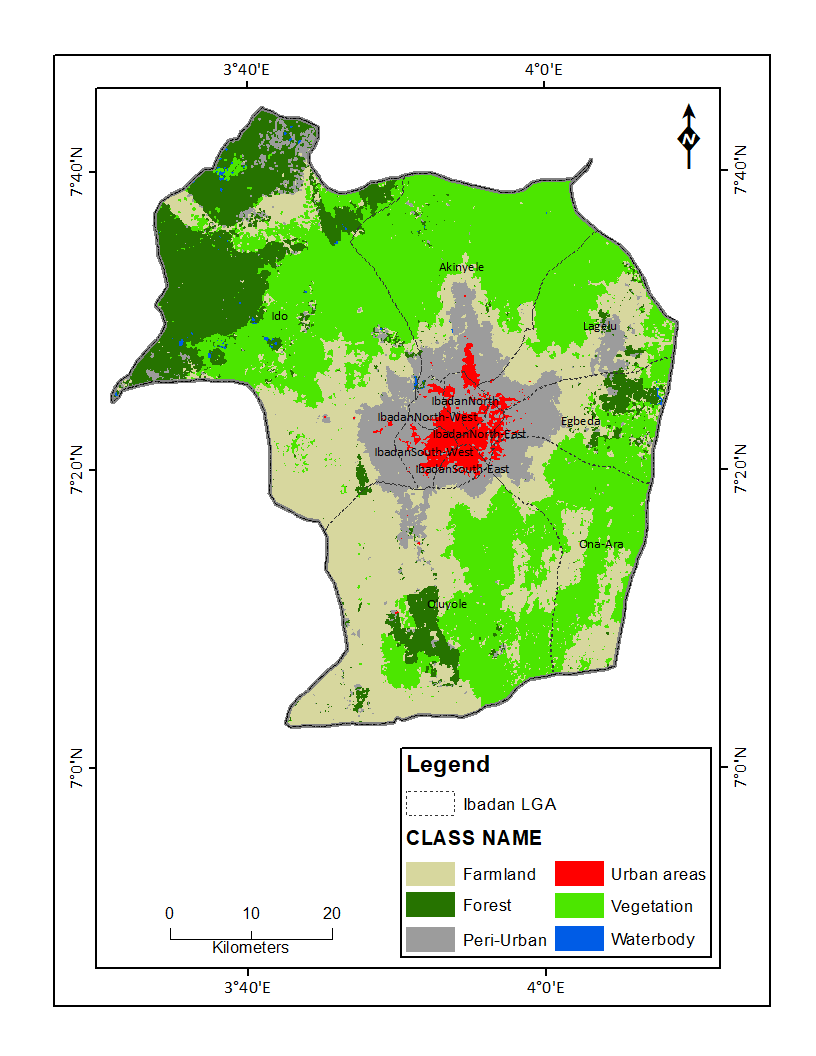 3°40'E 4°0'E
N
7°40'N 7°40'N
Akinyele
Ido
Lagelu
IbadanNorth
IbadanNorth-West
Egbeda
IbadanNorth-East
IbadanSouth-West
IbadanSouth-East
7°20'N 7°20'N
Ona-Ara
Oluyole
7°0'N 7°0'N
Legend
Ibadan LGA
CLASS NAME
Farmland Urban areas
Forest Vegetation
Peri-Urban Waterbody
0 10 20
Kilometers
3°40'E 4°0'E